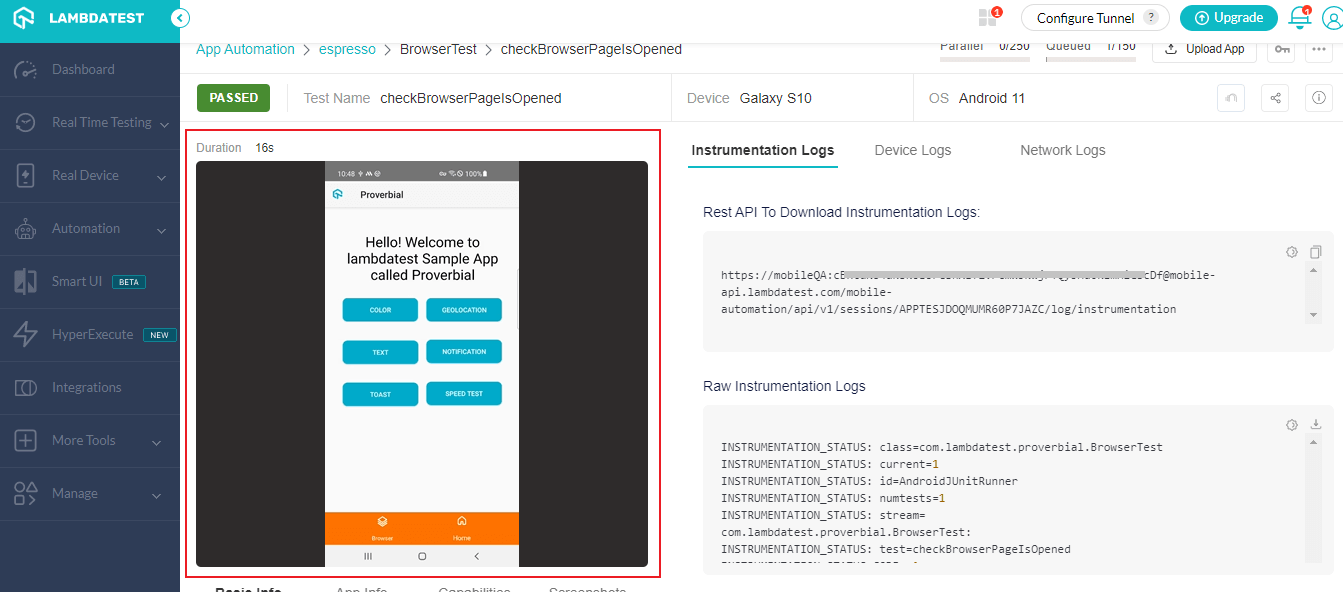 LAMBDATEST
1
Configure Tunnel ?
Upgrade
1
App Automation > espresso > BrowserTest > checkBrowserPageIsOpened
Parallel 0/250 Queued 1/150
Upload App
Dashboard
Real Time Testing
Real Device
Automation
Smart UI BETA
HyperExecute NEW
Integrations
More Tools
Manage
PASSED
Test Name checkBrowserPageIsOpened
Device Galaxy S10
OS Android 11
Duration 16s
10:48
100%
Proverbial
Hello! Welcome to
lambdatest Sample App
called Proverbial
COLOR GEOLOCATION
TEXT NOTIFICATION
TOAST SPEED TEST
Browser Home
Basic Info App Info Capabilities Screenshots
Instrumentation Logs Device Logs Network Logs
Rest API To Download Instrumentation Logs:
https://mobileQA:
cDf@mobile-
api.lambdatest.com/mobile-
automation/api/v1/sessions/APPTESJDOQMUMR60P7JAZC/log/instrumentation
Raw Instrumentation Logs
INSTRUMENTATION_STATUS: class=com.lambdatest.proverbial.BrowserTest
INSTRUMENTATION_STATUS: current=1
INSTRUMENTATION_STATUS: id=AndroidJUnitRunner
INSTRUMENTATION_STATUS: numtests=1
INSTRUMENTATION_STATUS: stream=
com.lambdatest.proverbial.BrowserTest:
INSTRUMENTATION_STATUS: test=checkBrowserPageIsOpened